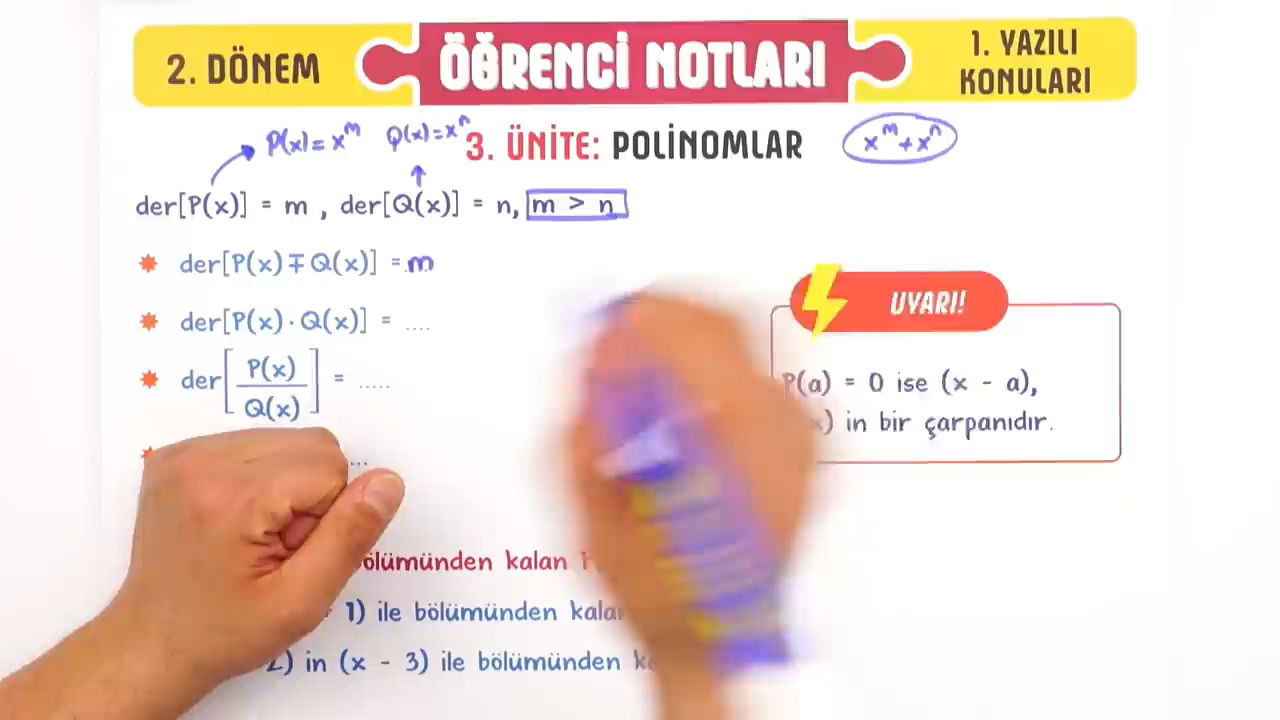 2. DÖNEM
ÖĞRENCİ NOTLARI
1. YAZILI
KONULARI
P(x) = x^m Q(x) = x^n
3. ÜNİTE: POLİNOMLAR
x^m + x^n
der[P(x)] = m , der[Q(x)] = n, m > n
der[P(x) ∓ Q(x)] = m
der[P(x) · Q(x)] = ....
der[P(x)/Q(x)] = .....
UYARI!
P(a) = 0 ise (x - a),
x) in bir çarpanıdır.
bölümünden kalan
1) ile bölümünden
2) in (x - 3) ile bölümünden